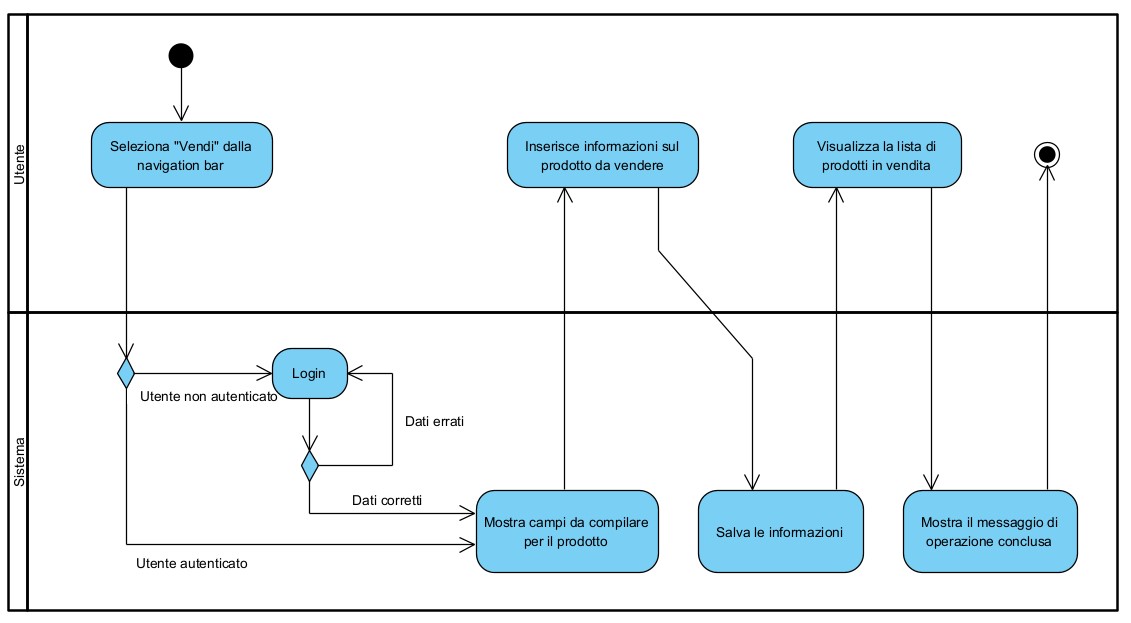 Utente
Seleziona "Vendi" dalla
navigation bar
Inserisce informazioni sul
prodotto da vendere
Visualizza la lista di
prodotti in vendita
Sistema
Login
Utente non autenticato
Dati errati
Dati corretti
Utente autenticato
Mostra campi da compilare
per il prodotto
Salva le informazioni
Mostra il messaggio di
operazione conclusa